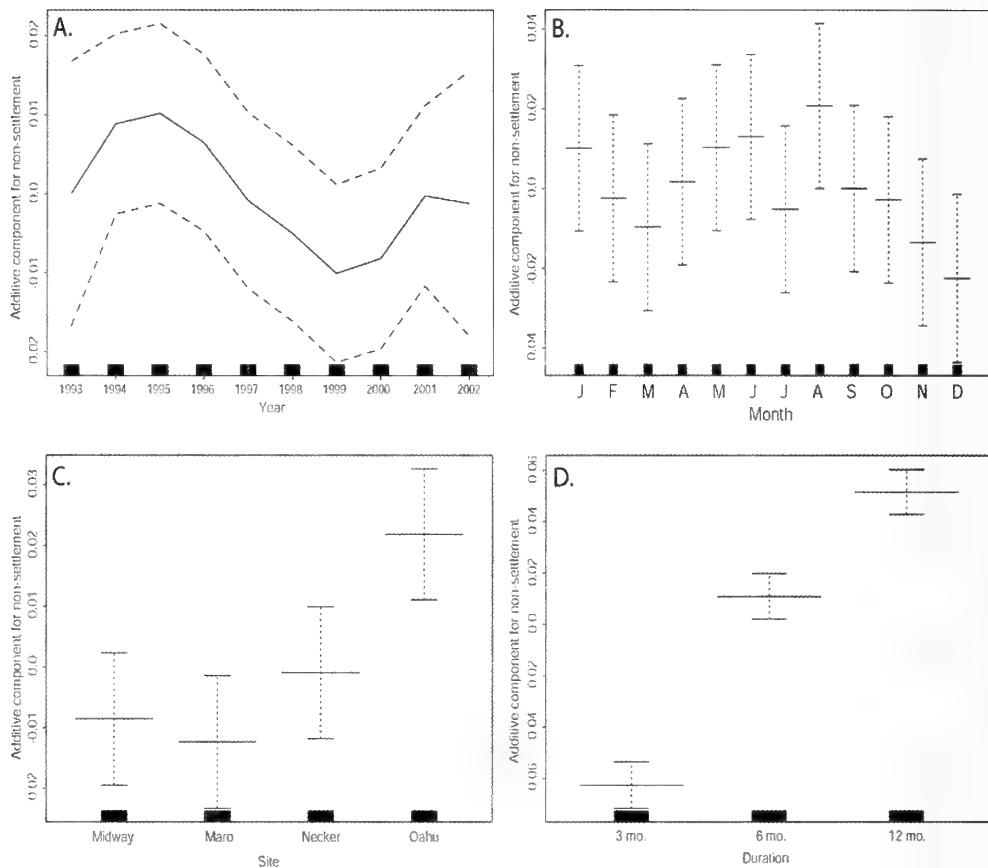 A.
Additive component for non-settlement
0.02
0.01
0.0
-0.01
0.02
1993 1994 1995 1996 1997 1998 1999 2000 2001 2002
Year
B.
Additive component for non-settlement
0.04
0.02
0.0
-0.02
0.04
J F M A M J J A S O N D
Month
C.
Additive component for non-settlement
0.03
0.02
0.01
0.0
-0.01
0.02
Midway Maro Necker Oahu
Site
D.
Additive component for non-settlement
0.06
0.04
0.02
0.0
0.02
0.04
0.06
3 mo. 6 mo. 12 mo.
Duration